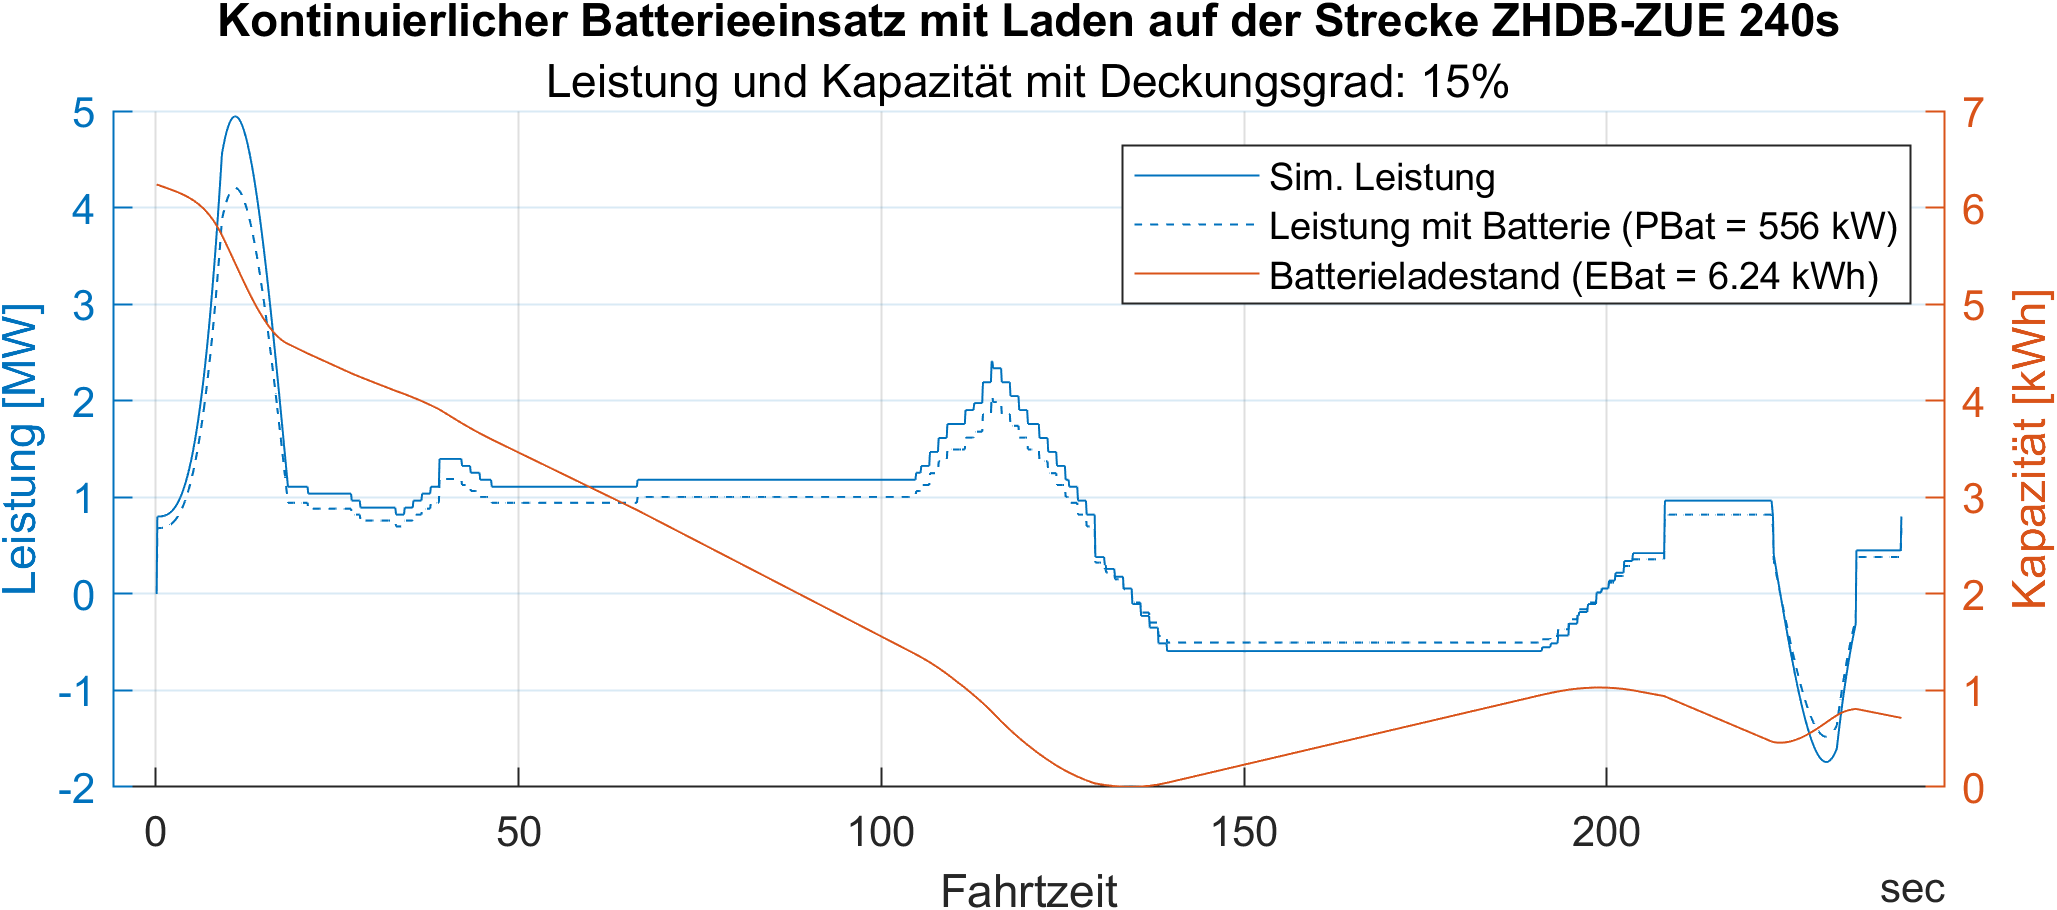 Kontinuierlicher Batterieeinsatz mit Laden auf der Strecke ZHDB-ZUE 240s
Leistung und Kapazität mit Deckungsgrad: 15%
5
4
3
2
1
0
-1
-2
Leistung [MW]
7
6
5
4
3
2
1
0
Kapazität [kWh]
Sim. Leistung
Leistung mit Batterie (PBat = 556 kW)
Batterieladestand (EBat = 6.24 kWh)
0 50 100 150 200
Fahrtzeit sec